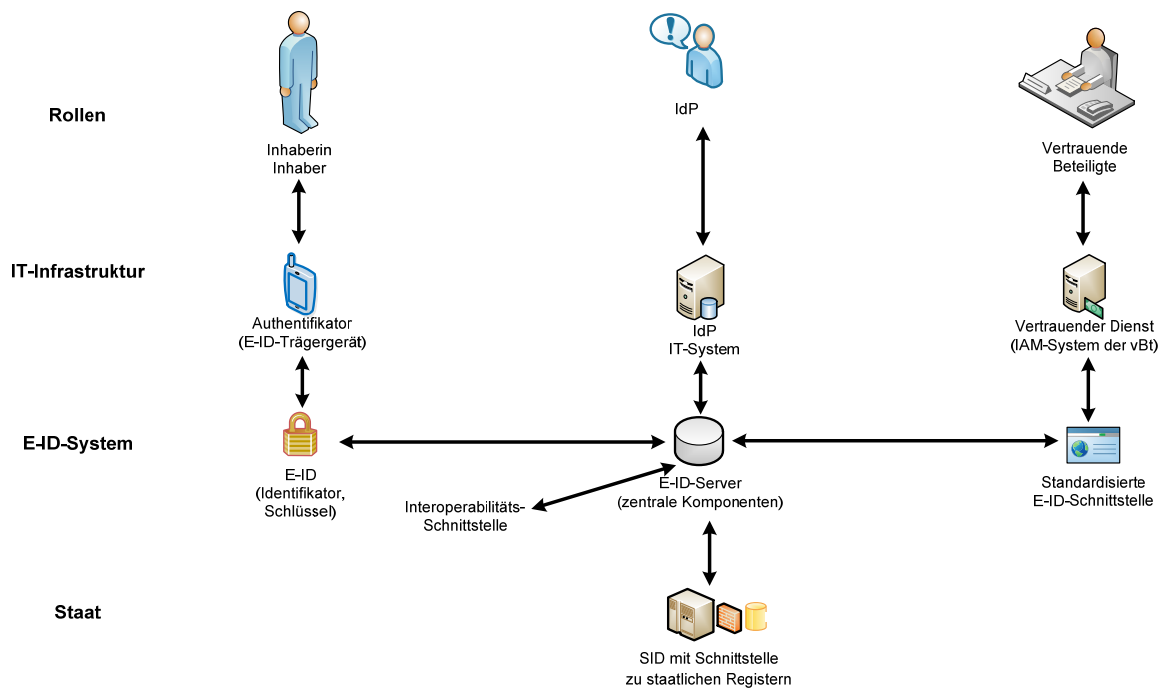 Rollen
Inhaberin
Inhaber
IdP
Vertrauende
Beteiligte
IT-Infrastruktur
Authentifikator
(E-ID-Trägergerät)
IdP
IT-System
Vertrauender Dienst
(IAM-System der vBt)
E-ID-System
E-ID
(Identifikator,
Schlüssel)
Interoperabilitäts-
Schnittstelle
E-ID-Server
(zentrale Komponenten)
Standardisierte
E-ID-Schnittstelle
Staat
SID mit Schnittstelle
zu staatlichen Registern